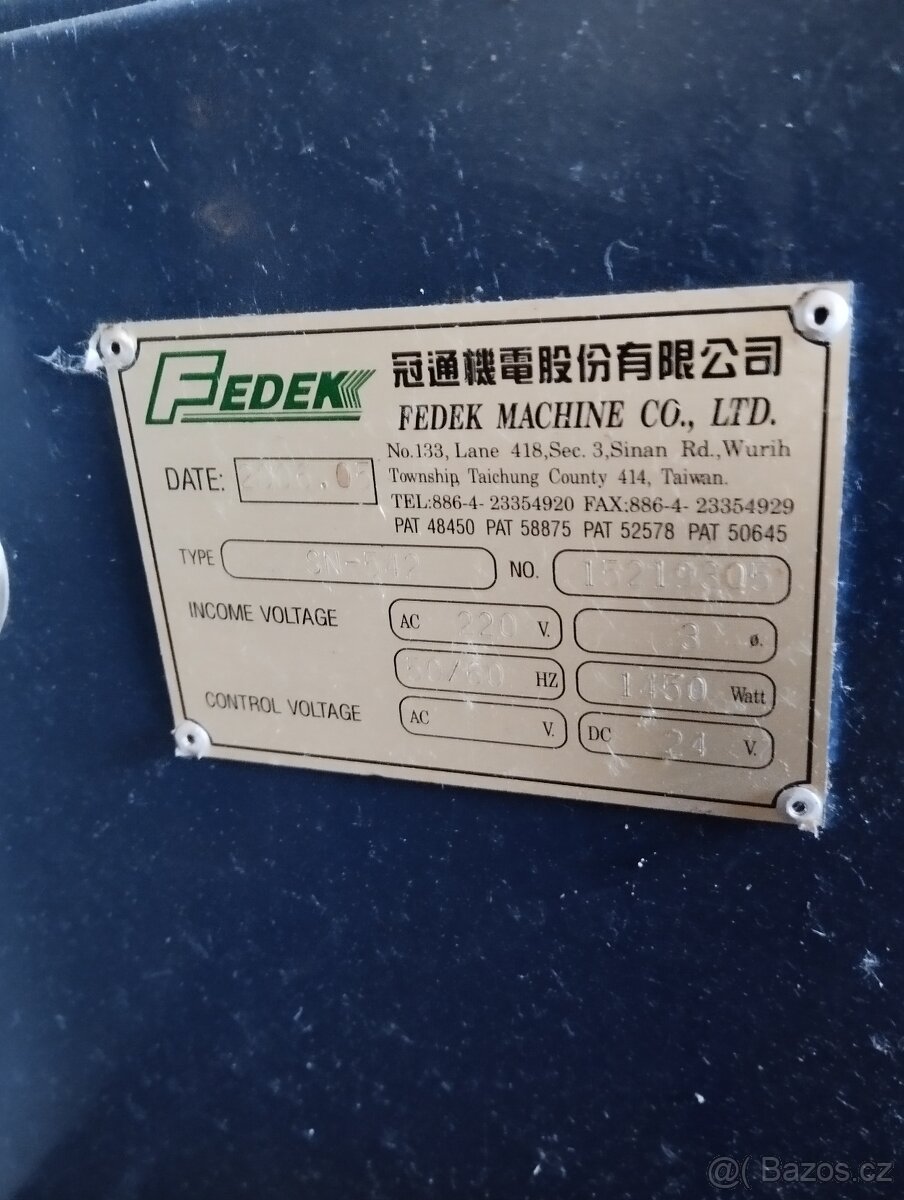 FEDEK
冠通機電股份有限公司
FEDEK MACHINE CO., LTD.
No.133, Lane 418,Sec. 3,Sinan Rd.,Wurih
Township, Taichung County 414, Taiwan.
TEL:886-4- 23354920 FAX:886-4- 23354929
PAT 48450 PAT 58875 PAT 52578 PAT 50645
DATE:
TYPE NO.
INCOME VOLTAGE AC 220 V. 3 ø.
50/60 HZ 1450 Watt
CONTROL VOLTAGE AC V. DC 24 V.
@( Bazos.cz